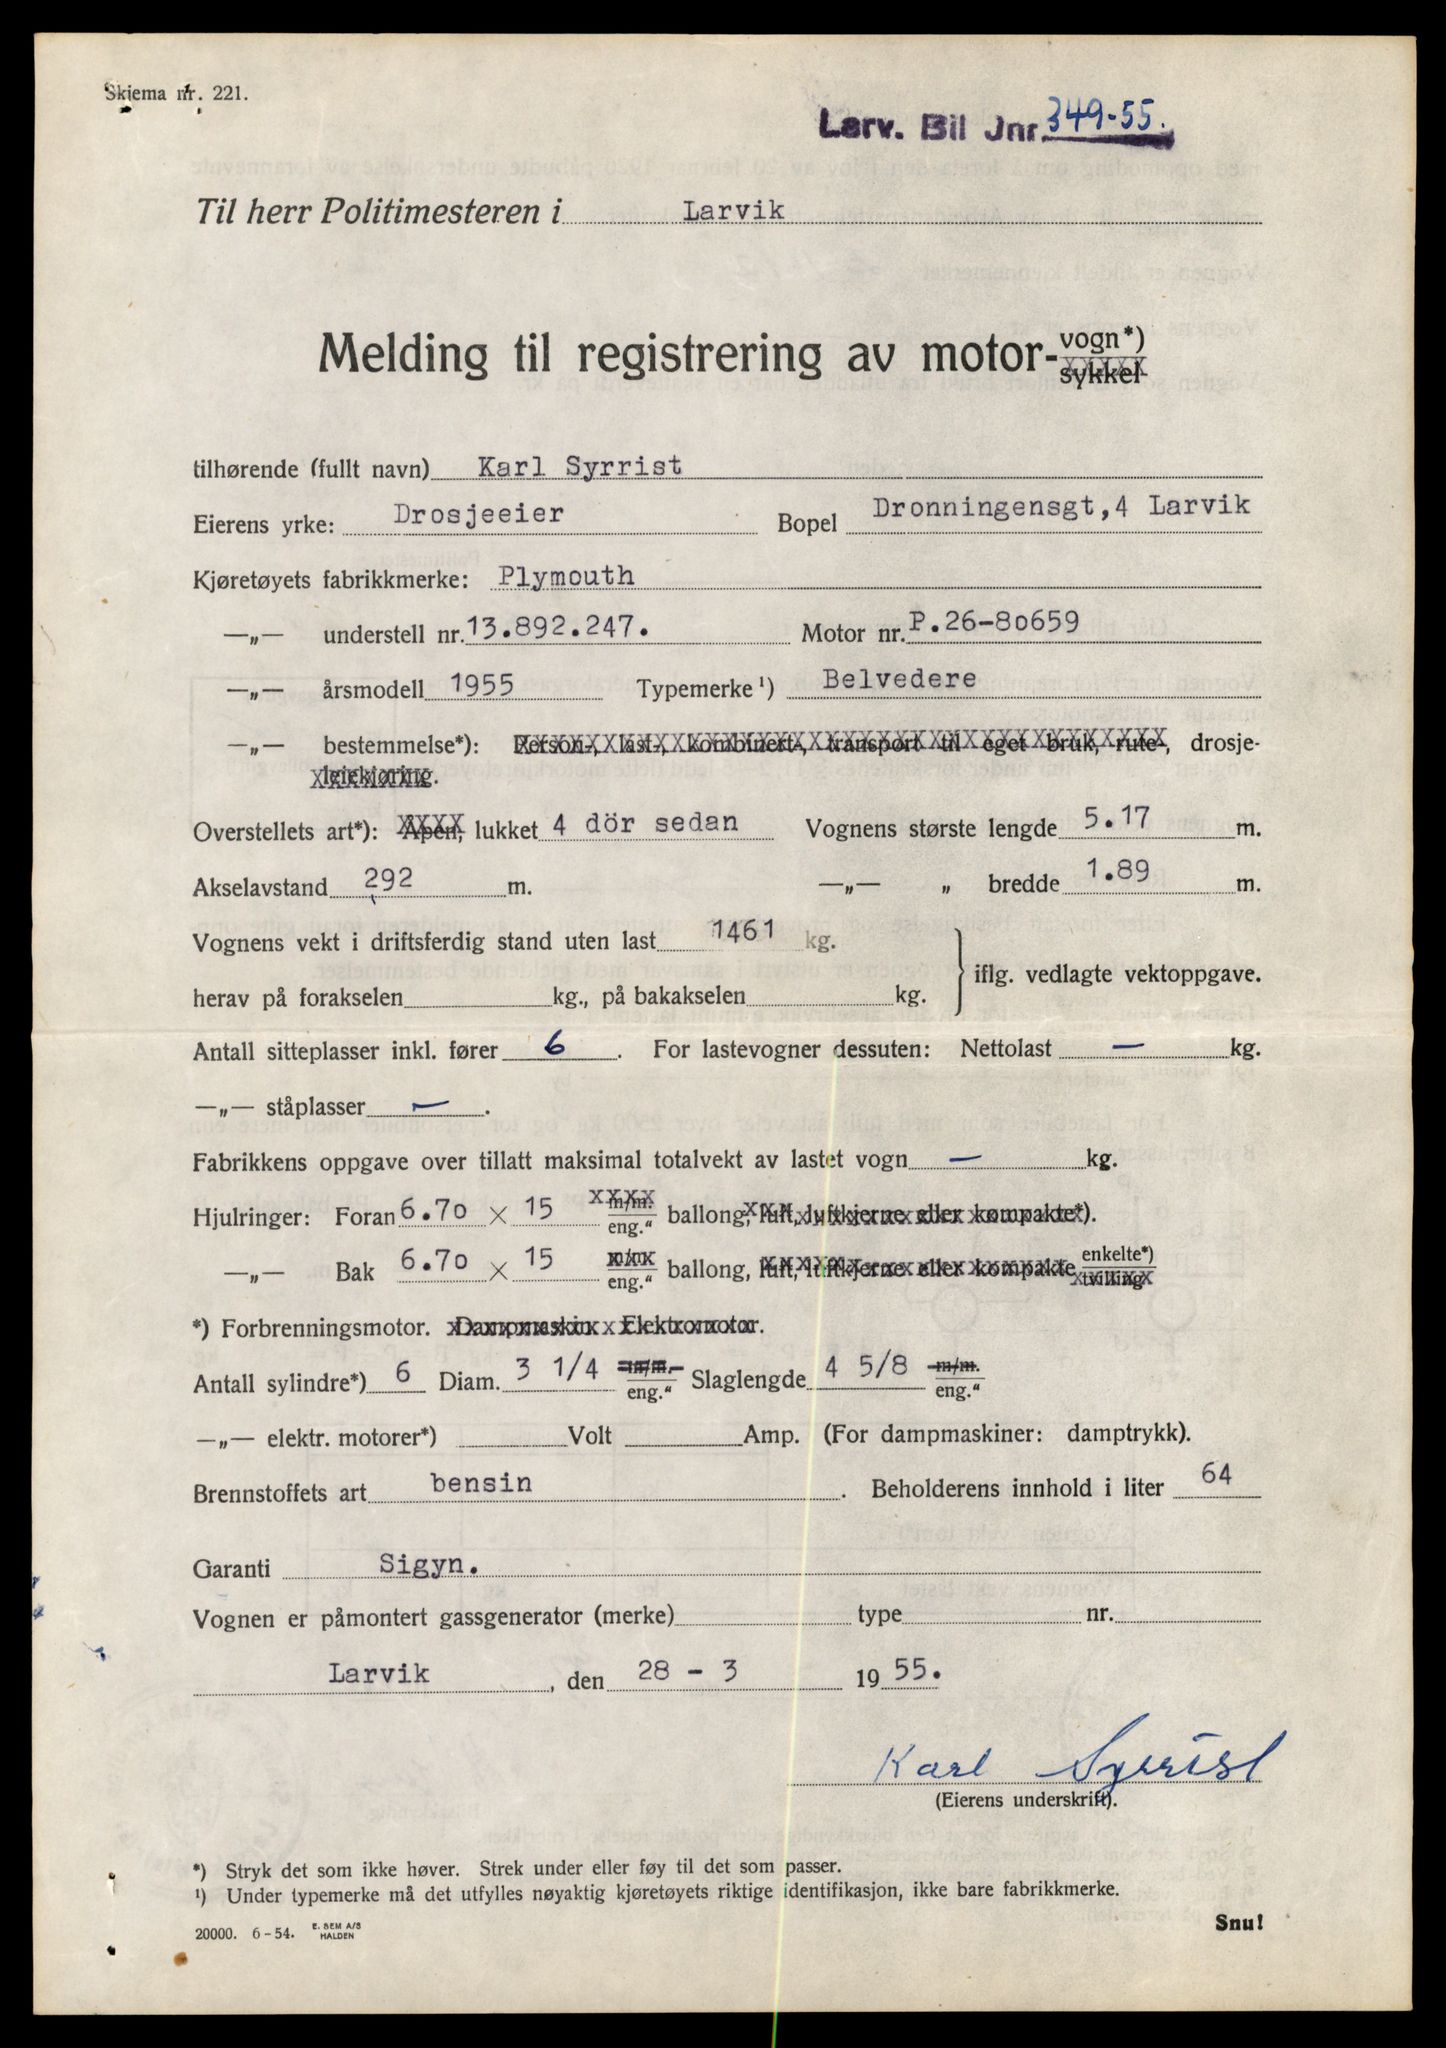 Skjema nr. 221.
Larv. Bil Jnr. 349-55.
Til herr Politimesteren i Larvik
Melding til registrering av motor- vogn*)
sykkel
tilhørende (fullt navn) Karl Syrrist
Eierens yrke: Drosjeeier Bopel Dronningensgt, 4 Larvik
Kjøretøyets fabrikkmerke: Plymouth
—„— understell nr. 13.892.247. Motor nr. P.26-80659
—„— årsmodell 1955 Typemerke¹) Belvedere
—„— bestemmelse*): Person-, last-, kombinert-, transport til eget bruk, rute-, drosje-
leiekjøring.
Overstellets art*): Åpen, lukket 4 dör sedan Vognens største lengde 5.17 m.
Akselavstand 292 m. —„— „ bredde 1.89 m.
Vognens vekt i driftsferdig stand uten last 1461 kg.
iflg. vedlagte vektoppgave.
herav på forakselen kg., på bakakselen kg.
Antall sitteplasser inkl. fører 6 . For lastevogner dessuten: Nettolast — kg.
—„— ståplasser — .
Fabrikkens oppgave over tillatt maksimal totalvekt av lastet vogn — kg.
Hjulringer: Foran 6.70 × 15 m/m. eng.“ ballong, luft, luftkjerne eller kompakte*).
—„— Bak 6.70 × 15 m/m eng.“ ballong, luft, luftkjerne eller kompakte enkelte*) tvilling
*) Forbrenningsmotor. Dampmaskin. Elektromotor.
Antall sylindre*) 6 Diam. 3 1/4 m/m. eng.“ Slaglengde 4 5/8 m/m. eng.“
—„— elektr. motorer*) Volt Amp. (For dampmaskiner: damptrykk).
Brennstoffets art bensin . Beholderens innhold i liter 64
Garanti Sigyn.
Vognen er påmontert gassgenerator (merke) type nr.
Larvik , den 28 - 3 19 55.
Karl Syrrist
(Eierens underskrift).
*) Stryk det som ikke høver. Strek under eller føy til det som passer.
¹) Under typemerke må det utfylles nøyaktig kjøretøyets riktige identifikasjon, ikke bare fabrikkmerke.
Snu!
20000. 6-54. E. SEM A/S
HALDEN